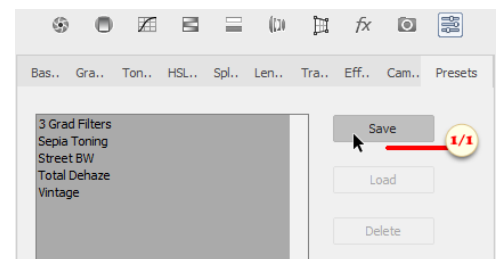 fx
Bas.. Gra.. Ton.. HSL.. Spl.. Len.. Tra.. Eff.. Cam.. Presets
3 Grad Filters
Sepia Toning
Street BW
Total Dehaze
Vintage
Save
1/1
Load
Delete